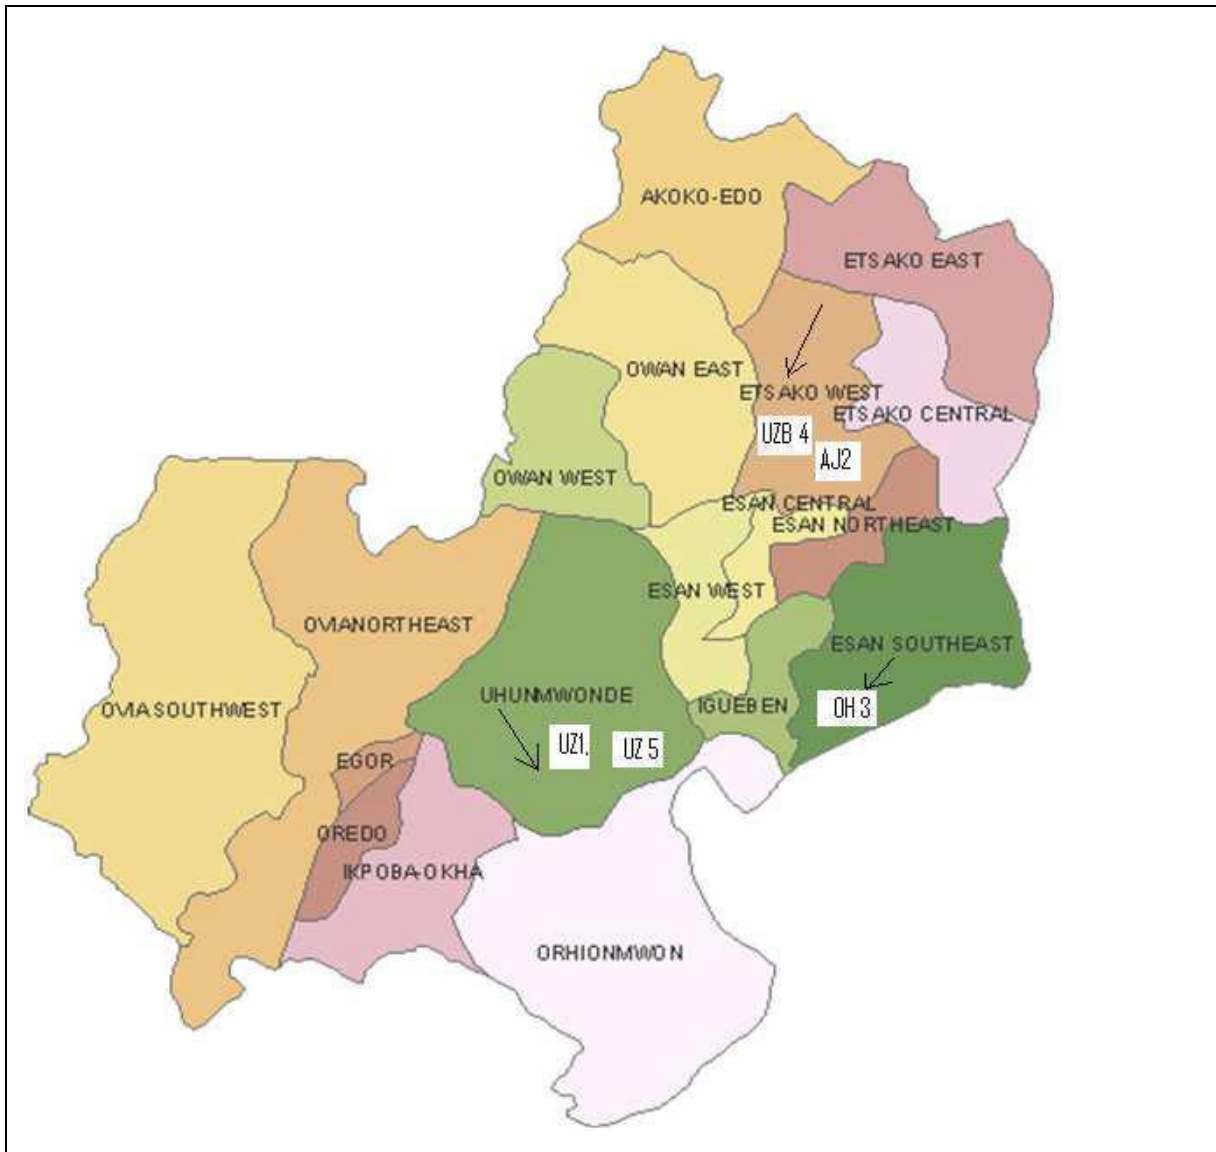 AKOKO-EDO
ETSAKO EAST
OWAN EAST
ETSAKO WEST
ETSAKO CENTRAL
UZB 4
AJ2
OWAN WEST
ESAN CENTRAL
ESAN NORTHEAST
ESAN WEST
OVIANORTHEAST
ESAN SOUTHEAST
UHUNMWONDE
IGUEBEN
OH 3
OVIASOUTHWEST
UZ1.
UZ 5
EGOR
OREDO
IKPOBA-OKHA
ORHIONMWON